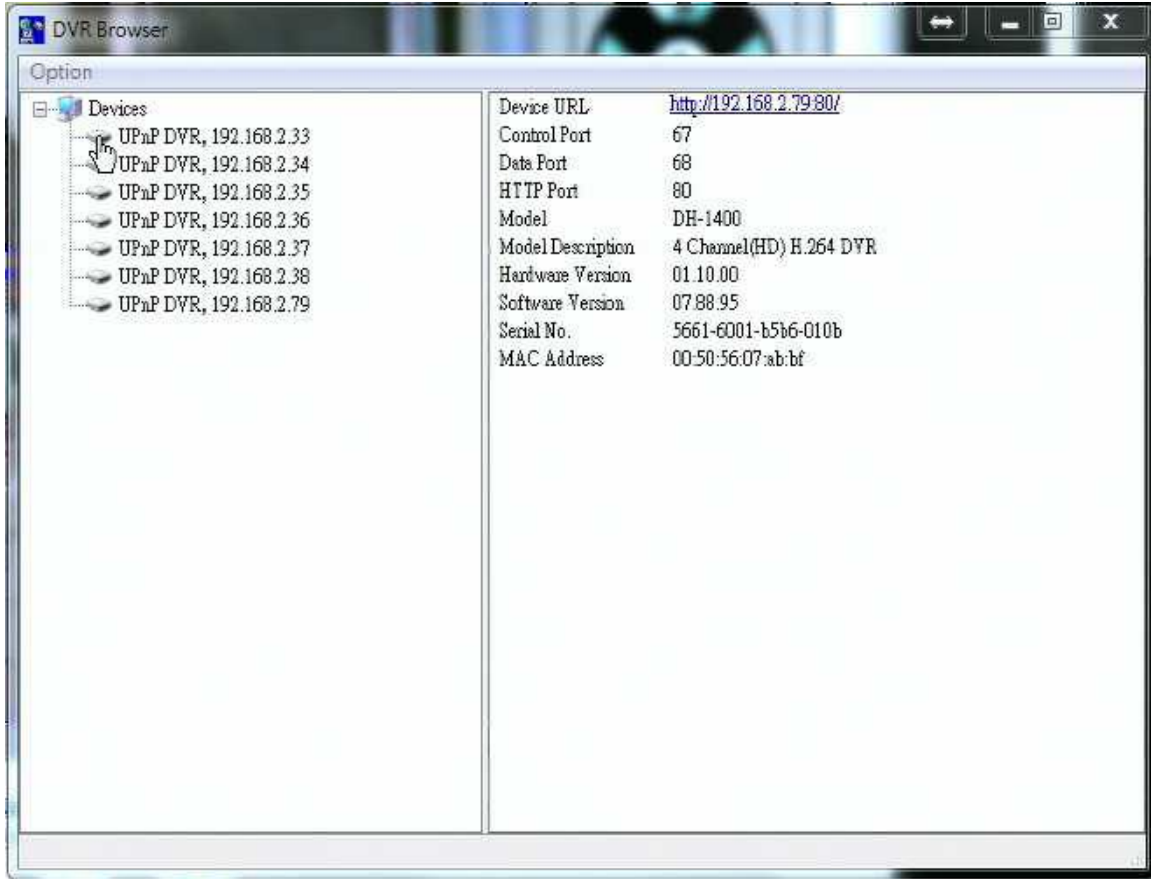 DVR Browser
Option
Devices
UPnP DVR, 192.168.2.33
UPnP DVR, 192.168.2.34
UPnP DVR, 192.168.2.35
UPnP DVR, 192.168.2.36
UPnP DVR, 192.168.2.37
UPnP DVR, 192.168.2.38
UPnP DVR, 192.168.2.79
Device URL http://192.168.2.79:80/
Control Port 67
Data Port 68
HTTP Port 80
Model DH-1400
Model Description 4 Channel(HD) H.264 DVR
Hardware Version 01.10.00
Software Version 07.88.95
Serial No. 5661-6001-b5b6-010b
MAC Address 00:50:56:07:ab:bf